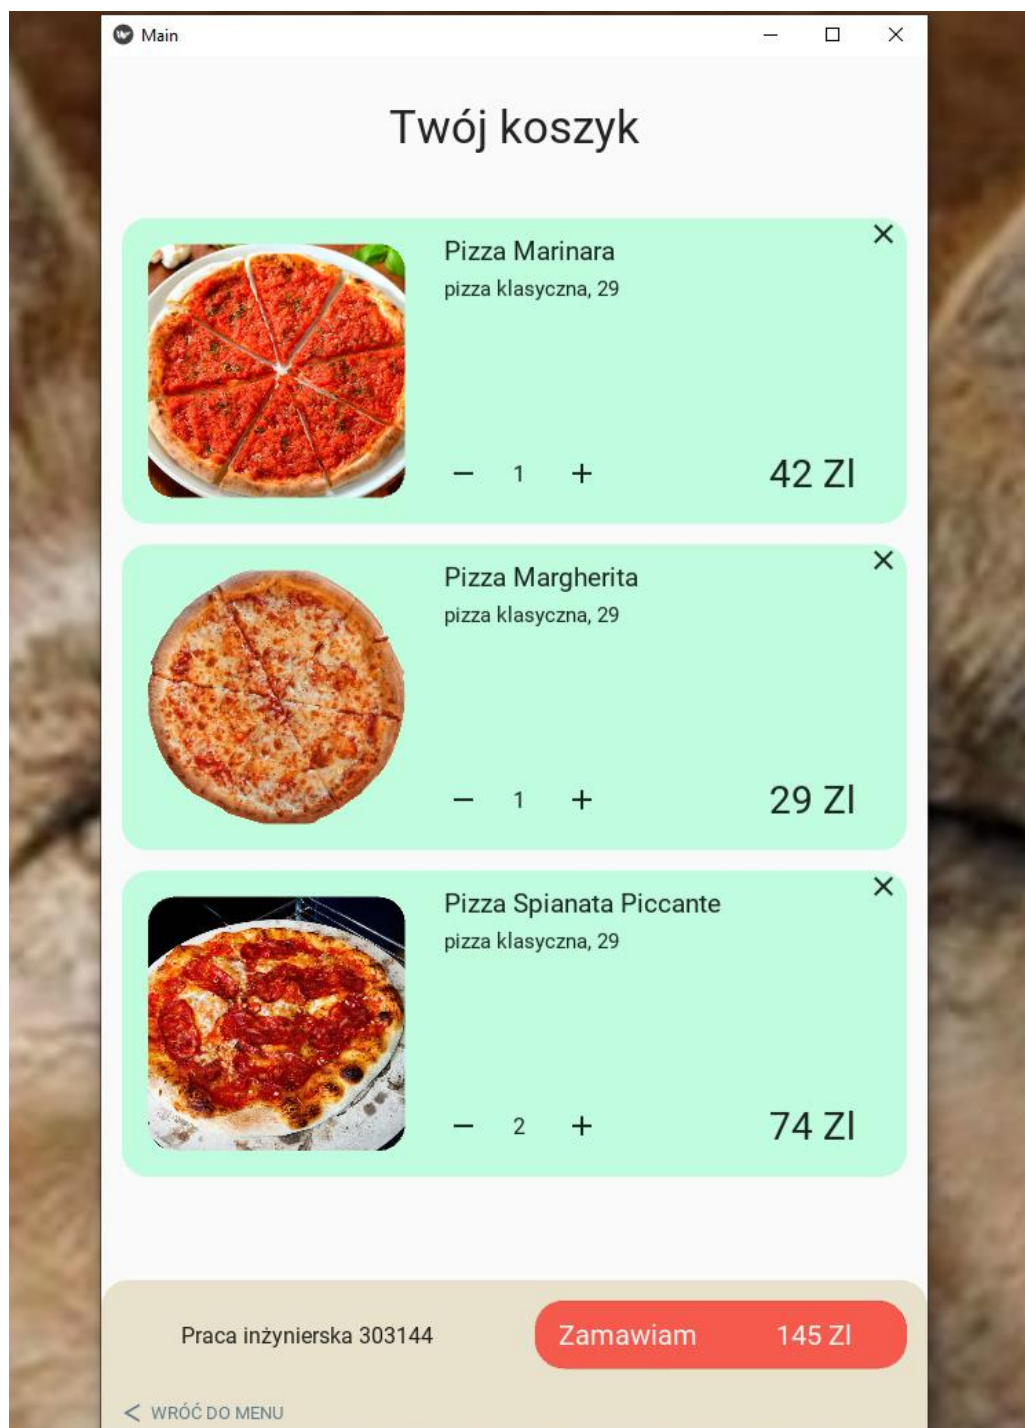 Main
Twój koszyk
Pizza Marinara
pizza klasyczna, 29
1
42 Zl
Pizza Margherita
pizza klasyczna, 29
1
29 Zl
Pizza Spianata Piccante
pizza klasyczna, 29
2
74 Zl
Praca inżynierska 303144
Zamawiam 145 Zl
WRÓĆ DO MENU